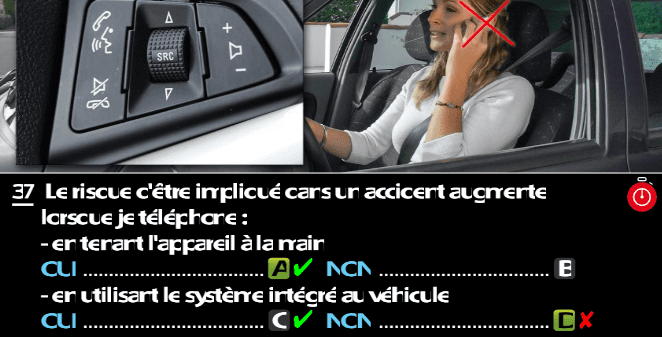 SRC
+
-
37 Le risque d'être impliqué dans un accident augmente
lorsque je téléphone :
- en tenant l'appareil à la main
OUI .................................. A ✔ NON ................................ B
- en utilisant le système intégré au véhicule
OUI .................................. C ✔ NON ................................ D ✘